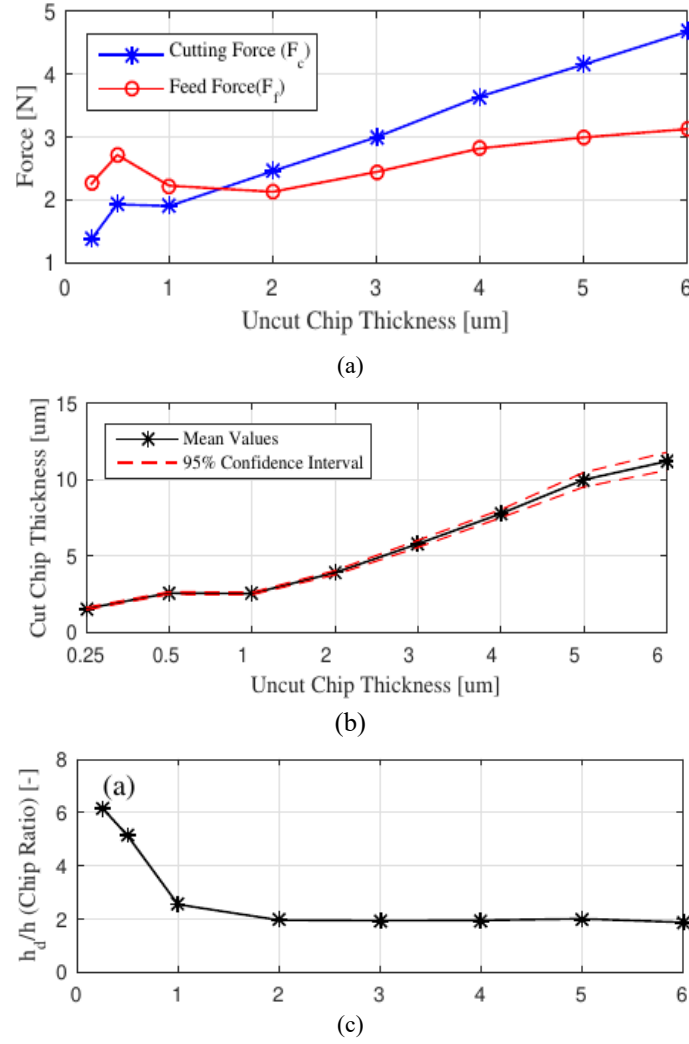 5
4
3
2
1
Force [N]
Cutting Force (F_c)
Feed Force(F_f)
0 1 2 3 4 5 6
Uncut Chip Thickness [um]
(a)
15
10
5
0
Cut Chip Thickness [um]
Mean Values
95% Confidence Interval
0.25 0.5 1 2 3 4 5 6
Uncut Chip Thickness [um]
(b)
8
6
4
2
0
h_d/h (Chip Ratio) [-]
(a)
0 1 2 3 4 5 6
(c)